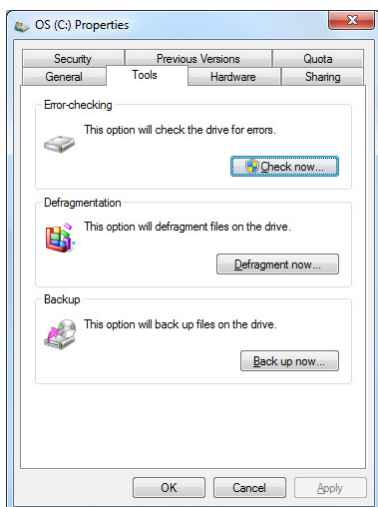 OS (C:) Properties
Security Previous Versions Quota
General Tools Hardware Sharing
Error-checking
This option will check the drive for errors.
Check now...
Defragmentation
This option will defragment files on the drive.
Defragment now...
Backup
This option will back up files on the drive.
Back up now...
OK Cancel Apply